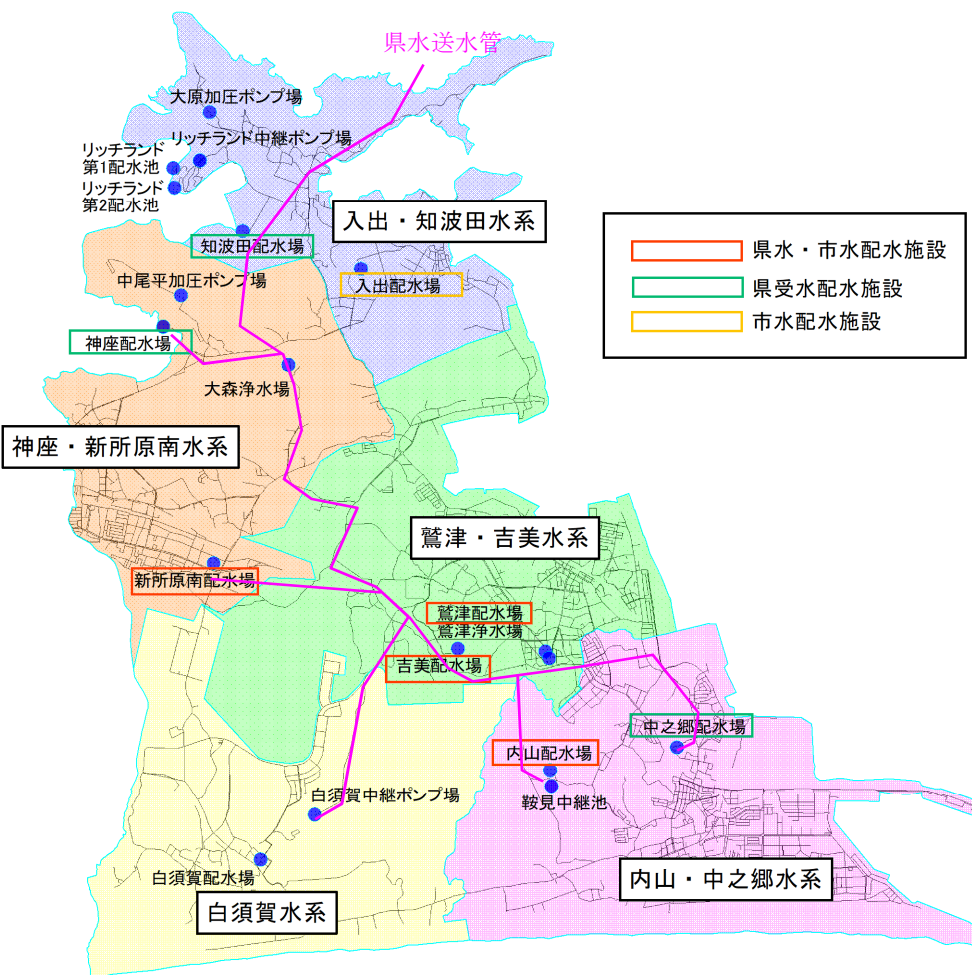 県水送水管
大原加圧ポンプ場
リッチランド中継ポンプ場
リッチランド
第1配水池
リッチランド
第2配水池
入出・知波田水系
県水・市水配水施設
県受水配水施設
市水配水施設
知波田配水場
中尾平加圧ポンプ場
入出配水場
神座配水場
大森浄水場
神座・新所原南水系
鷲津・吉美水系
新所原南配水場
鷲津配水場
鷲津浄水場
吉美配水場
中之郷配水場
内山配水場
白須賀中継ポンプ場
鞍見中継池
白須賀配水場
内山・中之郷水系
白須賀水系